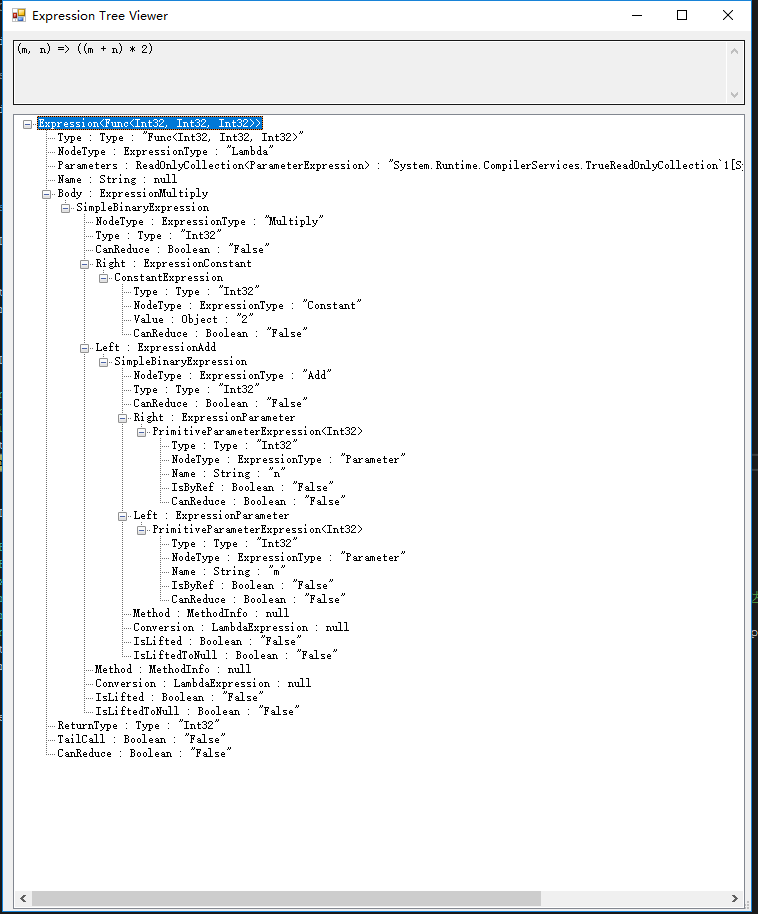 Expression Tree Viewer
(m, n) => ((m + n) * 2)
Expression<Func<Int32, Int32, Int32>>
Type : Type : "Func<Int32, Int32, Int32>"
NodeType : ExpressionType : "Lambda"
Parameters : ReadOnlyCollection<ParameterExpression> : "System.Runtime.CompilerServices.TrueReadOnlyCollection`1[S
Name : String : null
Body : ExpressionMultiply
SimpleBinaryExpression
NodeType : ExpressionType : "Multiply"
Type : Type : "Int32"
CanReduce : Boolean : "False"
Right : ExpressionConstant
ConstantExpression
Type : Type : "Int32"
NodeType : ExpressionType : "Constant"
Value : Object : "2"
CanReduce : Boolean : "False"
Left : ExpressionAdd
SimpleBinaryExpression
NodeType : ExpressionType : "Add"
Type : Type : "Int32"
CanReduce : Boolean : "False"
Right : ExpressionParameter
PrimitiveParameterExpression<Int32>
Type : Type : "Int32"
NodeType : ExpressionType : "Parameter"
Name : String : "n"
IsByRef : Boolean : "False"
CanReduce : Boolean : "False"
Left : ExpressionParameter
PrimitiveParameterExpression<Int32>
Type : Type : "Int32"
NodeType : ExpressionType : "Parameter"
Name : String : "m"
IsByRef : Boolean : "False"
CanReduce : Boolean : "False"
Method : MethodInfo : null
Conversion : LambdaExpression : null
IsLifted : Boolean : "False"
IsLiftedToNull : Boolean : "False"
Method : MethodInfo : null
Conversion : LambdaExpression : null
IsLifted : Boolean : "False"
IsLiftedToNull : Boolean : "False"
ReturnType : Type : "Int32"
TailCall : Boolean : "False"
CanReduce : Boolean : "False"